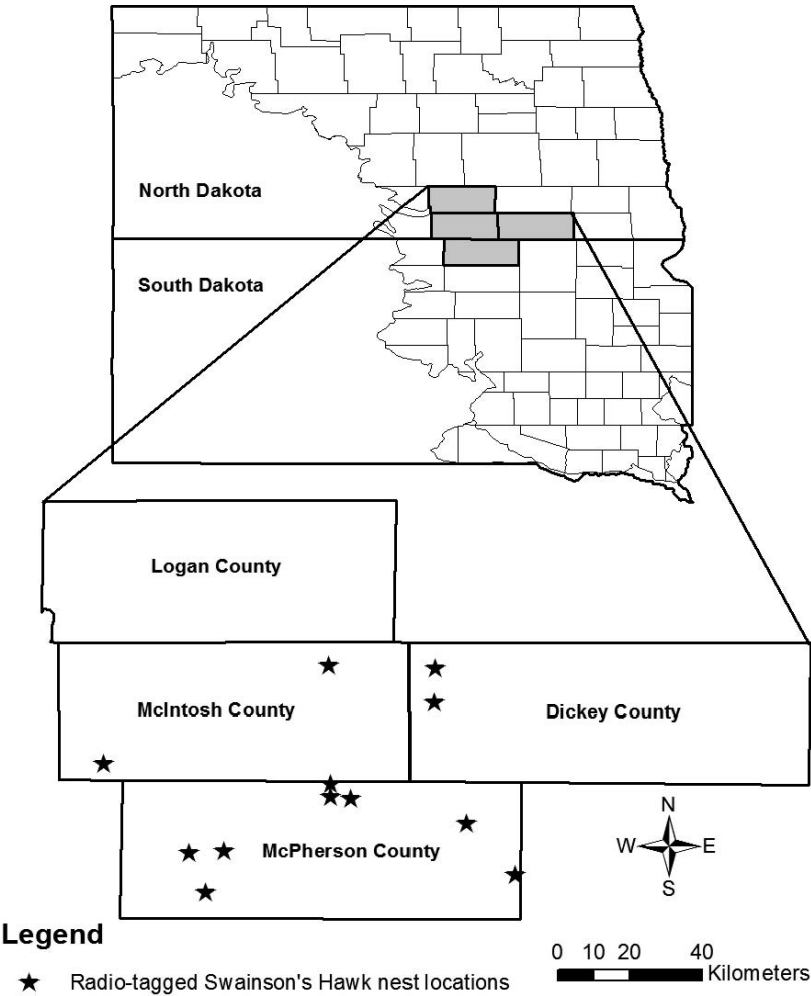 North Dakota
South Dakota
Logan County
McIntosh County
Dickey County
McPherson County
N
W E
S
Legend
Radio-tagged Swainson's Hawk nest locations
0 10 20 40
Kilometers